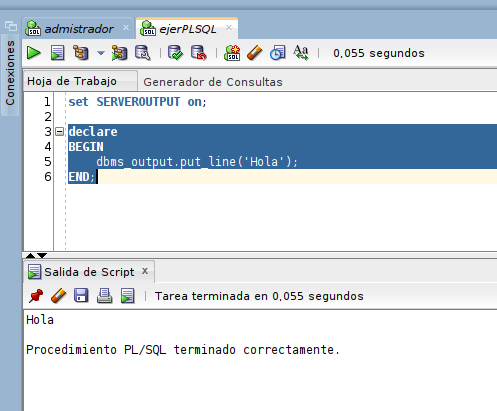 Conexiones
admistrador × ejerPLSQL ×
SQL Aa 0,055 segundos
Hoja de Trabajo Generador de Consultas
1 set SERVEROUTPUT on;
2
3 declare
4 BEGIN
5 dbms_output.put_line('Hola');
6 END;
Salida de Script x
Tarea terminada en 0,055 segundos
Hola
Procedimiento PL/SQL terminado correctamente.